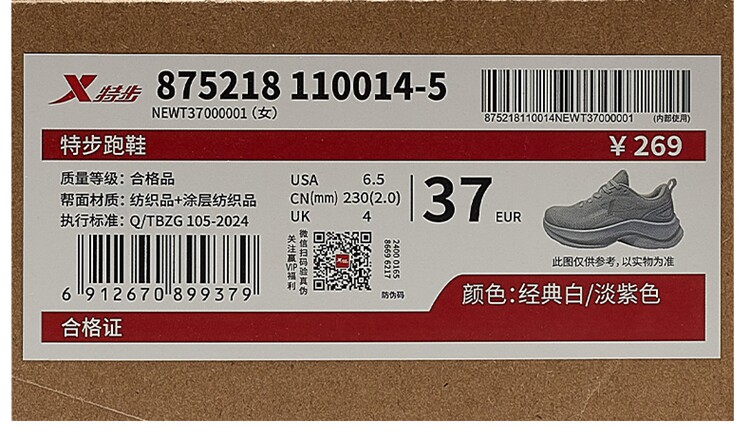 X 特步
875218 110014-5
NEWT37000001 (女)
875218110014NEWT37000001 (内部使用)
特步跑鞋
¥ 269
质量等级: 合格品
帮面材料: 纺织品+涂层纺织品
执行标准: Q/TBZG 105-2024
USA 6.5
CN(mm) 230(2.0)
UK 4
37 EUR
此图仅供参考, 以实物为准
6 912670 899379
关注赢VIP福利
微信扫码验真伪
2400 0165
8669 6217
防伪码
颜色: 经典白/淡紫色
合格证